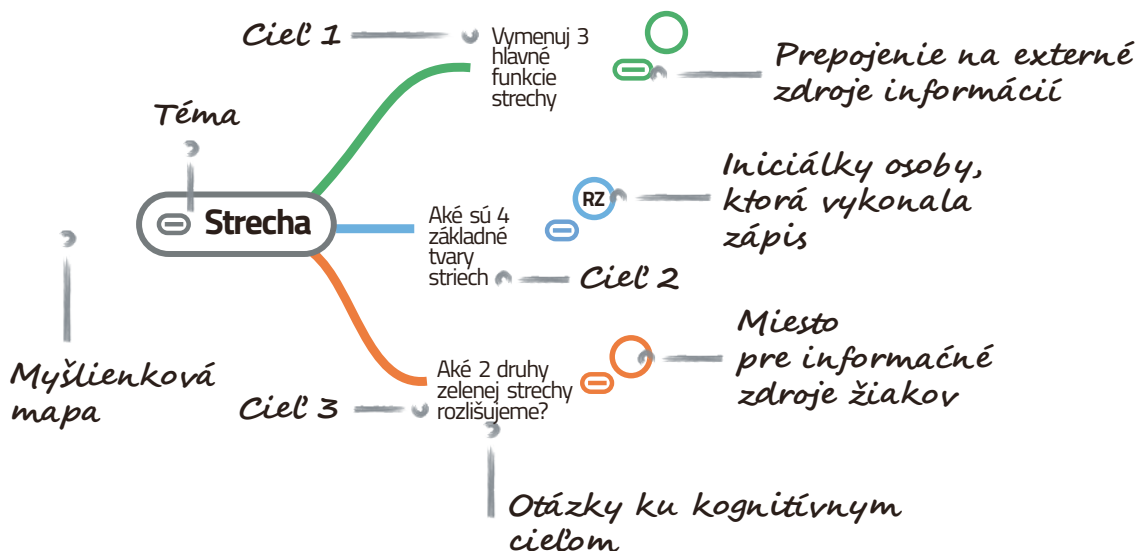 Cieľ 1
Vymenuj 3
hlavné
funkcie
strechy
Prepojenie na externé
zdroje informácií
Téma
Strecha
Iniciálky osoby,
ktorá vykonala
zápis
RZ
Aké sú 4
základné
tvary
striech
Cieľ 2
Myšlienková
mapa
Miesto
pre informačné
zdroje žiakov
Aké 2 druhy
zelenej strechy
rozlišujeme?
Cieľ 3
Otázky ku kognitívnym
cieľom